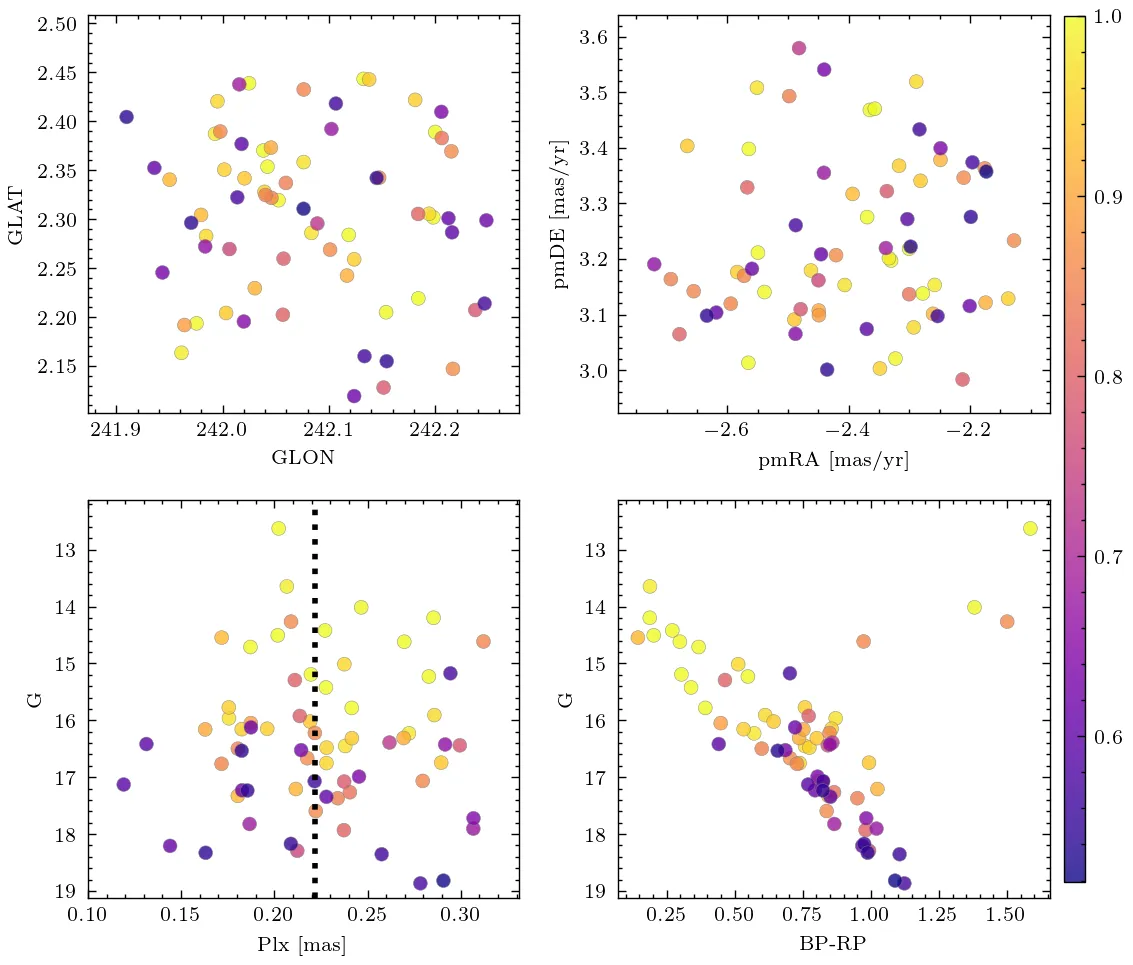 2.50
2.45
2.40
2.35
2.30
2.25
2.20
2.15
GLAT
241.9 242.0 242.1 242.2
GLON
3.6
3.5
3.4
3.3
3.2
3.1
3.0
pmDE [mas/yr]
−2.6 −2.4 −2.2
pmRA [mas/yr]
1.0
0.9
0.8
0.7
0.6
13
14
15
16
17
18
19
G
0.10 0.15 0.20 0.25 0.30
Plx [mas]
13
14
15
16
17
18
19
G
0.25 0.50 0.75 1.00 1.25 1.50
BP-RP